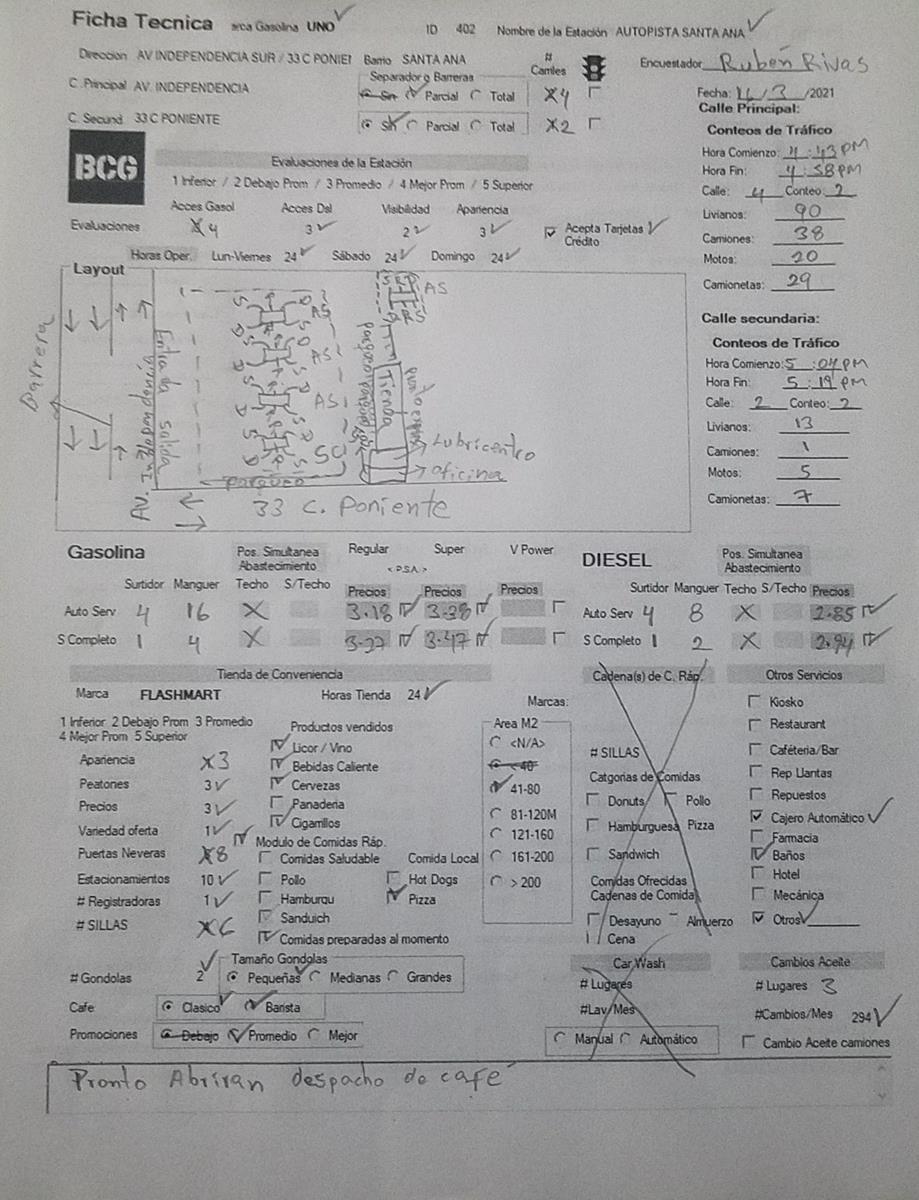 Ficha Tecnica arca Gasolina UNO ID 402 Nombre de la Estación AUTOPISTA SANTA ANA
Direccion AV INDEPENDENCIA SUR / 33 C PONIEI Barrio SANTA ANA # Carriles Encuestador Rubén Rivas
C. Principal AV. INDEPENDENCIA Separador o Barreras
Sin Parcial Total X4 Fecha: 16/3/2021
C. Secund 33 C PONIENTE Sin Parcial Total X2
Calle Principal:
Conteos de Tráfico
Hora Comienzo: 4:43 PM
Hora Fin: 4:58 PM
Calle: 4 Conteo: 2
Livianos: 90
Camiones: 38
Motos: 20
Camionetas: 29
BCG
Evaluaciones de la Estación
1 Inferior / 2 Debajo Prom / 3 Promedio / 4 Mejor Prom / 5 Superior
Acces Gasol Acces Dsl Visibilidad Apariencia
Evaluaciones X4 3 2 3 Acepta Tarjetas Crédito
Horas Oper. Lun-Viernes 24 Sábado 24 Domingo 24
Layout
Barrera
Av. Independencia
Entrada salida
AS
AS
AS
SC
AS
Tienda
Lubricentro
oficina
Parqueo
33 C. Poniente
Calle secundaria:
Conteos de Tráfico
Hora Comienzo: 5:04 PM
Hora Fin: 5:19 PM
Calle: 2 Conteo: 2
Livianos: 13
Camiones: 1
Motos: 5
Camionetas: 7
Gasolina Pos. Simultanea Abastecimiento Regular Super V Power
< P.S.A. >
Surtidor Manguer Techo S/Techo Precios Precios Precios
Auto Serv 4 16 X 3.18 3.38
S Completo 1 4 X 3.27 3.47
DIESEL Pos. Simultanea Abastecimiento
Surtidor Manguer Techo S/Techo Precios
Auto Serv 4 8 X 2.85
S Completo 1 2 X 2.94
Tienda de Conveniencia
Marca FLASHMART Horas Tienda 24
1 Inferior 2 Debajo Prom 3 Promedio
4 Mejor Prom 5 Superior
Apariencia X3
Peatones 3
Precios 3
Variedad oferta 1
Puertas Neveras X8
Estacionamientos 10
# Registradoras 1
# SILLAS X6
Productos vendidos
Licor / Vino
Bebidas Caliente
Cervezas
Panaderia
Cigarrillos
Modulo de Comidas Ráp.
Comidas Saludable Comida Local
Pollo Hot Dogs
Hamburgu Pizza
Sanduich
Comidas preparadas al momento
Marcas:
Area M2
<N/A>
< 40
41-80
81-120M
121-160
161-200
> 200
# Gondolas 2 Tamaño Gondolas
Pequeñas Medianas Grandes
Cafe Clasico Barista
Promociones Debajo Promedio Mejor
Cadena(s) de C. Ráp.
# SILLAS
Catgorias de Comidas
Donuts Pollo
Hamburguesa Pizza
Sandwich
Comidas Ofrecidas
Cadenas de Comida
Desayuno Almuerzo
Cena
Car Wash
# Lugares
#Lav/Mes
Manual Automático
Otros Servicios
Kiosko
Restaurant
Caféteria/Bar
Rep Llantas
Repuestos
Cajero Automático
Farmacia
Baños
Hotel
Mecánica
Otros
Cambios Aceite
# Lugares 3
#Cambios/Mes 294
Cambio Aceite camiones
Pronto Abriran despacho de café